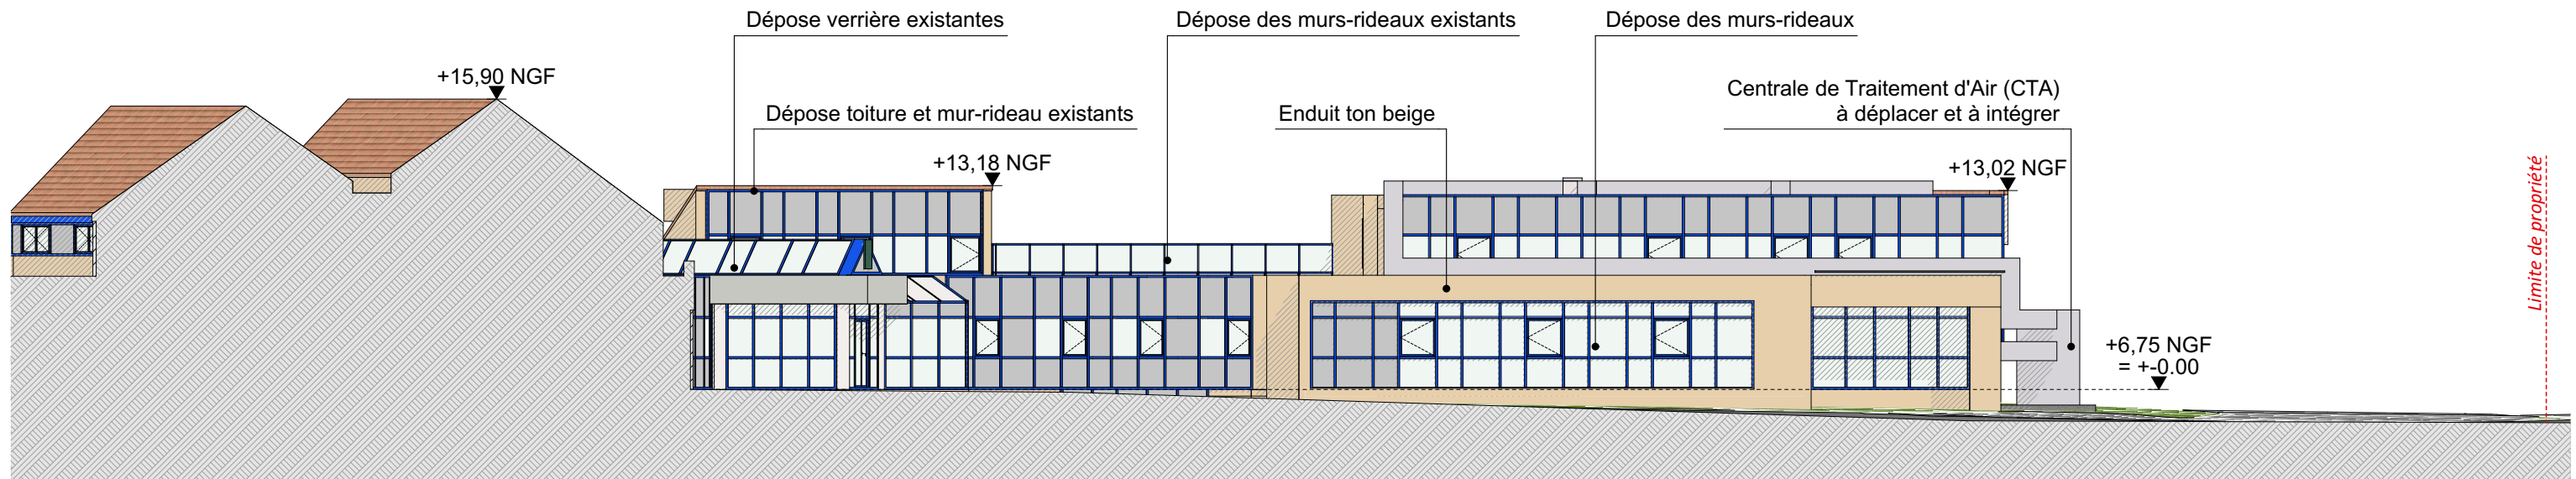 Dépose verrière existantes
Dépose des murs-rideaux existants
Dépose des murs-rideaux
+15,90 NGF
Centrale de Traitement d'Air (CTA)
à déplacer et à intégrer
Dépose toiture et mur-rideau existants
Enduit ton beige
+13,18 NGF
+13,02 NGF
Limite de propriété
+6,75 NGF
= +-0.00